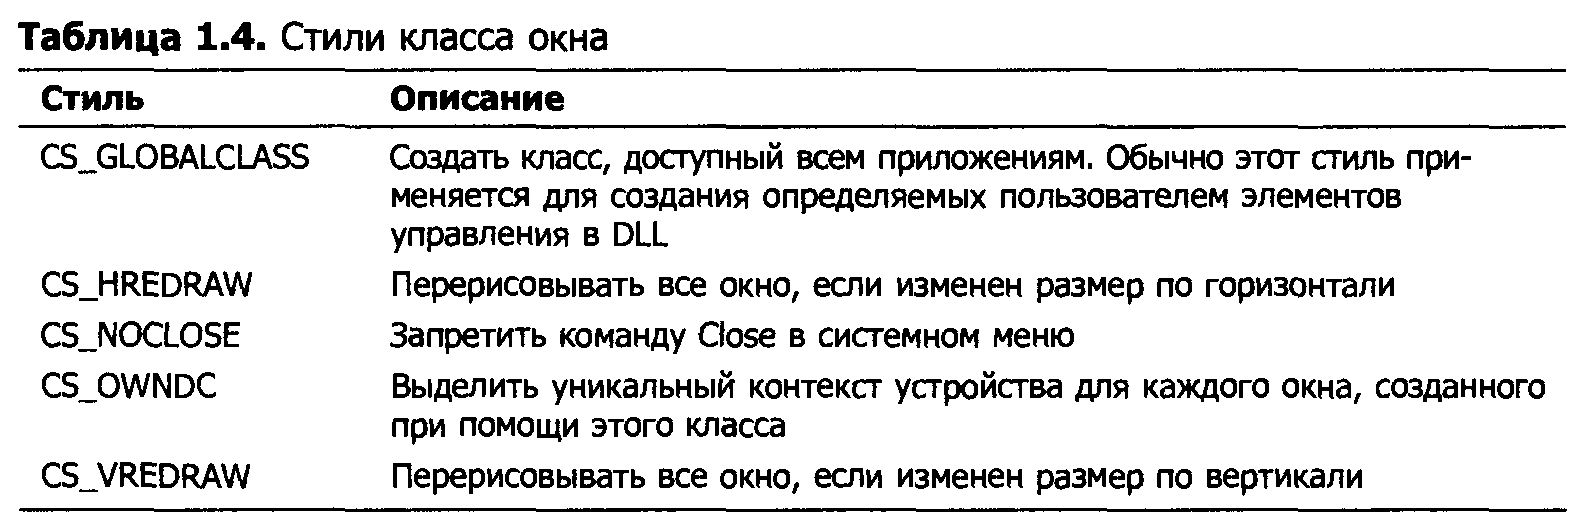 Таблица 1.4. Стили класса окна
Стиль Описание
CS_GLOBALCLASS Создать класс, доступный всем приложениям. Обычно этот стиль при-
меняется для создания определяемых пользователем элементов
управления в DLL
CS_HREDRAW Перерисовывать все окно, если изменен размер по горизонтали
CS_NOCLOSE Запретить команду Close в системном меню
CS_OWNDC Выделить уникальный контекст устройства для каждого окна, созданного
при помощи этого класса
CS_VREDRAW Перерисовывать все окно, если изменен размер по вертикали